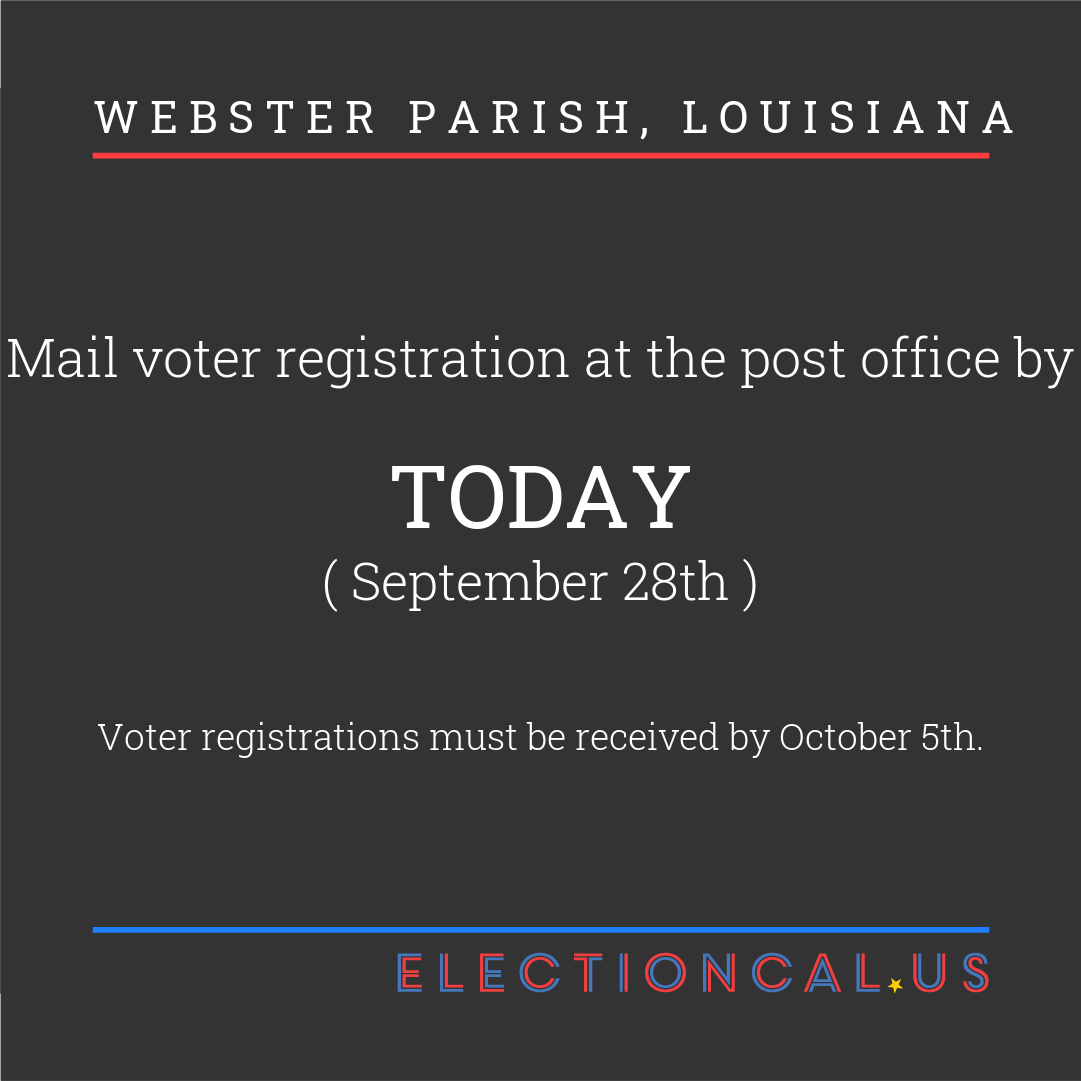 WEBSTER PARISH, LOUISIANA
Mail voter registration at the post office by
TODAY
( September 28th )
Voter registrations must be received by October 5th.
ELECTIONCAL.US